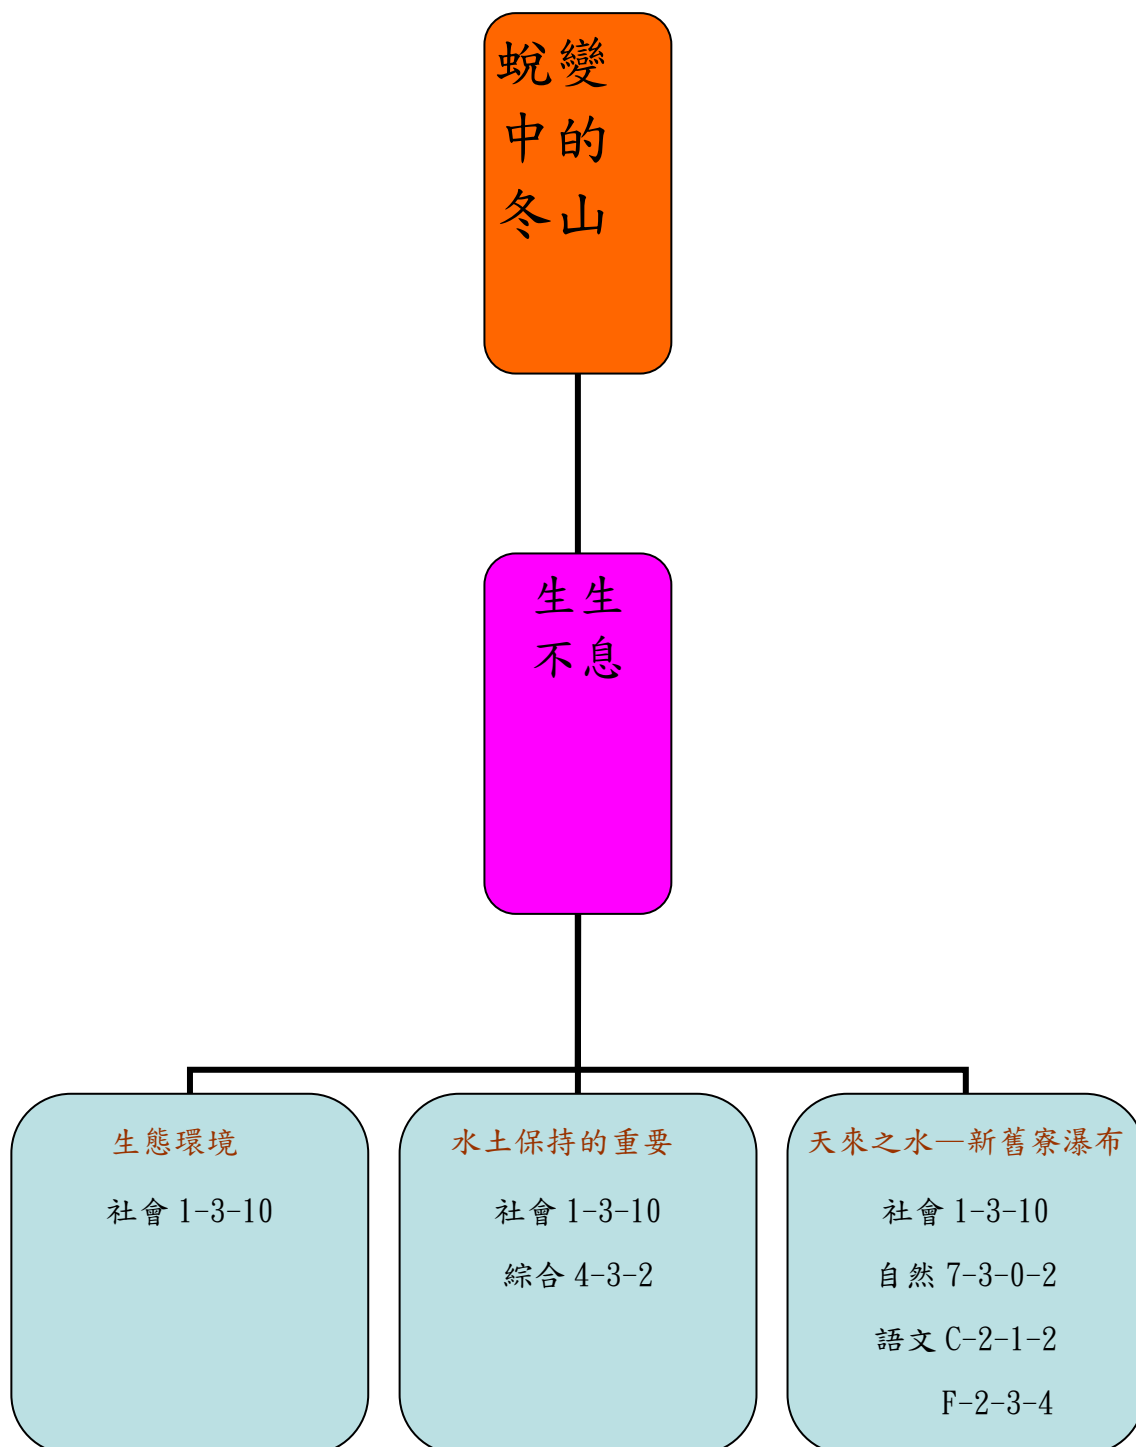 蛻變
中的
冬山
生生
不息
生態環境
社會 1-3-10
水土保持的重要
社會 1-3-10
綜合 4-3-2
天來之水—新舊寮瀑布
社會 1-3-10
自然 7-3-0-2
語文 C-2-1-2
F-2-3-4